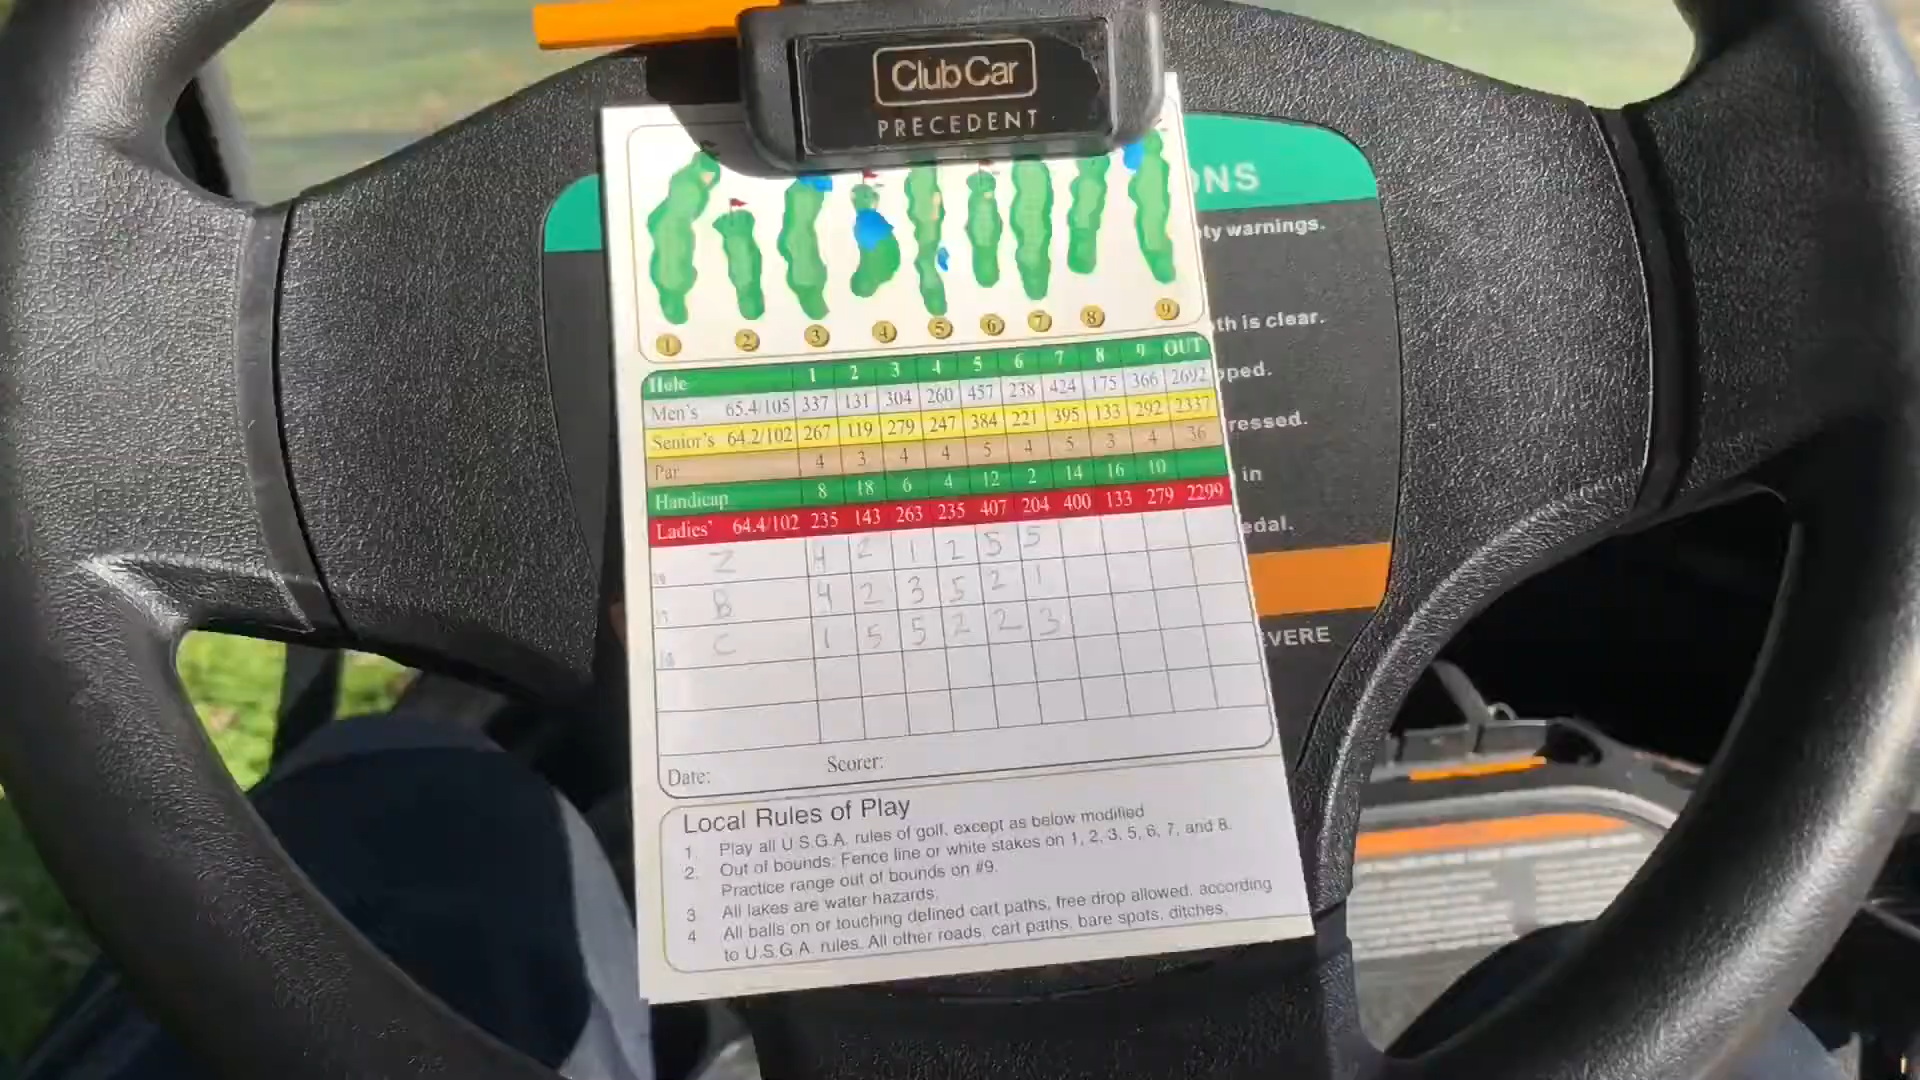 Club Car
PRECEDENT
ONS
ty warnings.
th is clear.
pped.
ressed.
in
edal.
EVERE
1 2 3 4 5 6 7 8 9
Hole 1 2 3 4 5 6 7 8 9 OUT
Men's 65.4/105 337 131 304 260 457 238 424 175 366 2692
Senior's 64.2/102 267 119 279 247 384 221 395 133 292 2337
Par 4 3 4 4 5 4 5 3 4 36
Handicap 8 18 6 4 12 2 14 16 10
Ladies' 64.4/102 235 143 263 235 407 204 400 133 279 2299
Z 4 2 1 2 5 5
B 4 2 3 5 2 1
C 1 5 5 2 2 3
Date: Scorer:
Local Rules of Play
1. Play all U.S.G.A. rules of golf, except as below modified
2. Out of bounds: Fence line or white stakes on 1, 2, 3, 5, 6, 7, and 8.
Practice range out of bounds on #9.
3 All lakes are water hazards.
4 All balls on or touching defined cart paths, free drop allowed, according
to U.S.G.A. rules. All other roads, cart paths, bare spots, ditches,